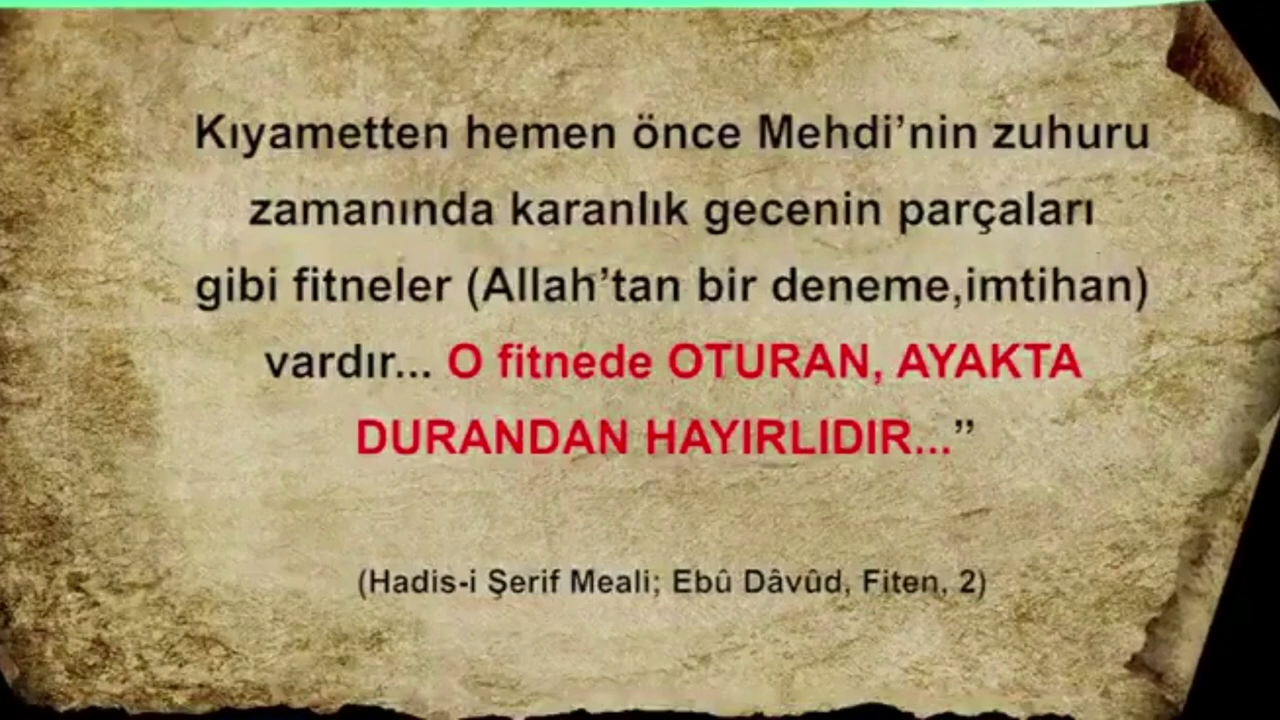 Kıyametten hemen önce Mehdi’nin zuhuru
zamanında karanlık gecenin parçaları
gibi fitneler (Allah’tan bir deneme,imtihan)
vardır... O fitnede OTURAN, AYAKTA
DURANDAN HAYIRLIDIR...”
(Hadis-i Şerif Meali; Ebû Dâvûd, Fiten, 2)